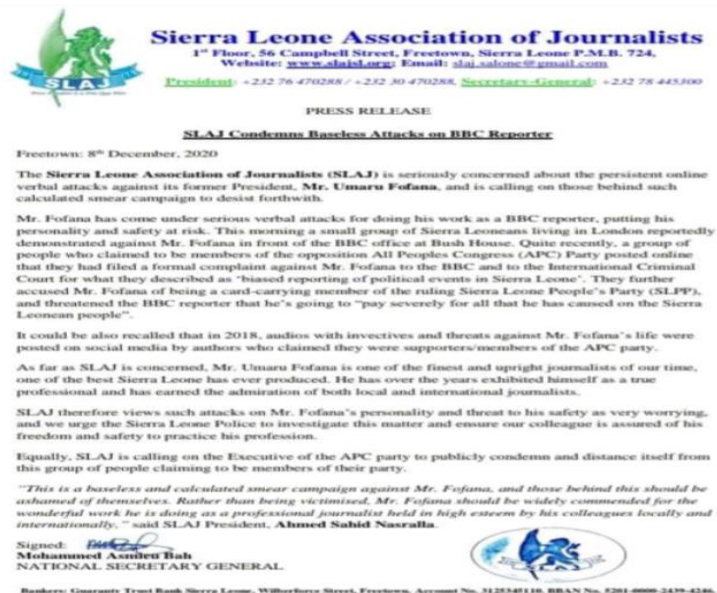 SLAJ
Sierra Leone Association of Journalists
1st Floor, 56 Campbell Street, Freetown, Sierra Leone P.M.B. 724,
Website: www.slajsl.org; Email: slaj.salone@gmail.com
President: +232 76 470288 / +232 30 470288, Secretary-General: +232 78 445300
PRESS RELEASE
SLAJ Condemns Baseless Attacks on BBC Reporter
Freetown: 8th December, 2020
The Sierra Leone Association of Journalists (SLAJ) is seriously concerned about the persistent online
verbal attacks against its former President, Mr. Umaru Fofana, and is calling on those behind such
calculated smear campaign to desist forthwith.
Mr. Fofana has come under serious verbal attacks for doing his work as a BBC reporter, putting his
personality and safety at risk. This morning a small group of Sierra Leoneans living in London reportedly
demonstrated against Mr. Fofana in front of the BBC office at Bush House. Quite recently, a group of
people who claimed to be members of the opposition All Peoples Congress (APC) Party posted online
that they had filed a formal complaint against Mr. Fofana to the BBC and to the International Criminal
Court for what they described as 'biased reporting of political events in Sierra Leone'. They further
accused Mr. Fofana of being a card-carrying member of the ruling Sierra Leone People's Party (SLPP),
and threatened the BBC reporter that he's going to "pay severely for all that he has caused on the Sierra
Leonean people".
It could be also recalled that in 2018, audios with invectives and threats against Mr. Fofana's life were
posted on social media by authors who claimed they were supporters/members of the APC party.
As far as SLAJ is concerned, Mr. Umaru Fofana is one of the finest and upright journalists of our time,
one of the best Sierra Leone has ever produced. He has over the years exhibited himself as a true
professional and has earned the admiration of both local and international journalists.
SLAJ therefore views such attacks on Mr. Fofana's personality and threat to his safety as very worrying,
and we urge the Sierra Leone Police to investigate this matter and ensure our colleague is assured of his
freedom and safety to practice his profession.
Equally, SLAJ is calling on the Executive of the APC party to publicly condemn and distance itself from
this group of people claiming to be members of their party.
"This is a baseless and calculated smear campaign against Mr. Fofana, and those behind this should be
ashamed of themselves. Rather than being victimised, Mr. Fofana should be widely commended for the
wonderful work he is doing as a professional journalist held in high esteem by his colleagues locally and
internationally," said SLAJ President, Ahmed Sahid Nasralla.
Signed:
Mohammed Asmieu Bah
NATIONAL SECRETARY GENERAL
Bankers: Guaranty Trust Bank Sierra Leone, Wilberforce Street, Freetown, Account No. 3125345110, BBAN No. 5201-0000-2439-4246,